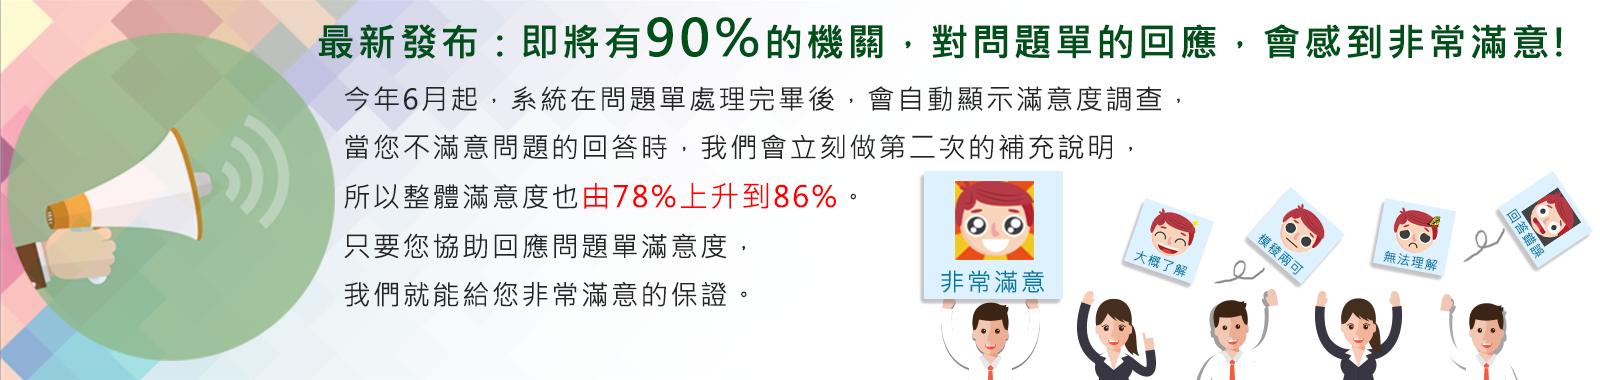 最新發布：即將有90%的機關，對問題單的回應，會感到非常滿意!
今年6月起，系統在問題單處理完畢後，會自動顯示滿意度調查，
當您不滿意問題的回答時，我們會立刻做第二次的補充說明，
所以整體滿意度也由78%上升到86%。
只要您協助回應問題單滿意度，
我們就能給您非常滿意的保證。
非常滿意
大概了解
模稜兩可
無法理解
回答錯誤